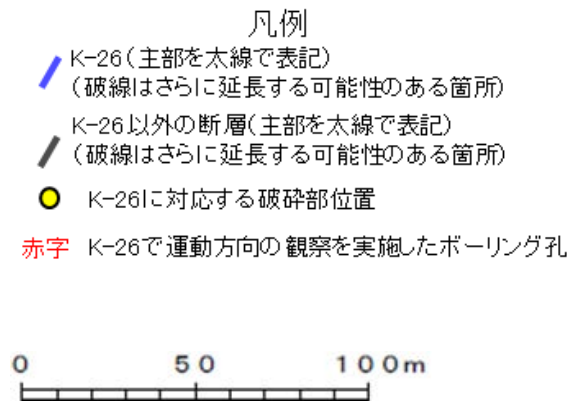 凡例
K-26(主部を太線で表記)
(破線はさらに延長する可能性のある箇所)
K-26以外の断層(主部を太線で表記)
(破線はさらに延長する可能性のある箇所)
K-26に対応する破砕部位置
赤字 K-26で運動方向の観察を実施したボーリング孔
0 50 100m